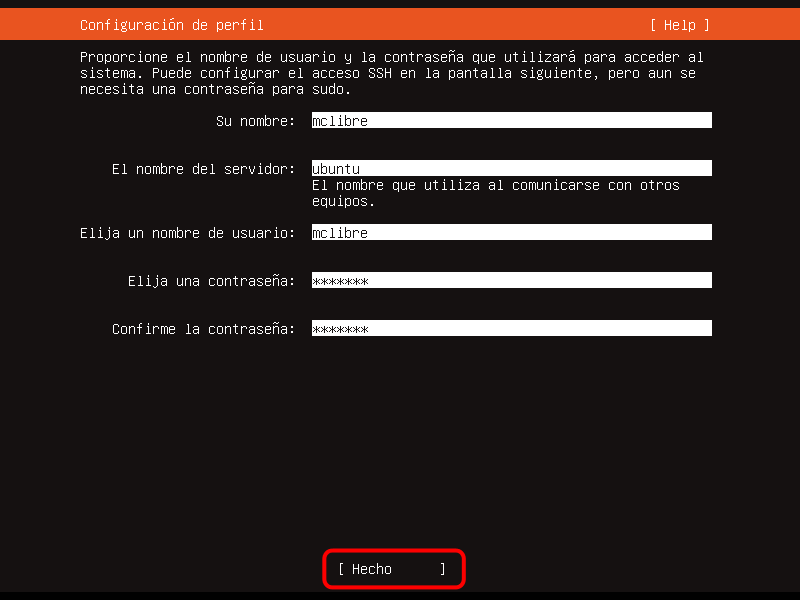 Configuración de perfil [ Help ]
Proporcione el nombre de usuario y la contraseña que utilizará para acceder al
sistema. Puede configurar el acceso SSH en la pantalla siguiente, pero aun se
necesita una contraseña para sudo.
Su nombre: mclibre
El nombre del servidor: ubuntu
El nombre que utiliza al comunicarse con otros
equipos.
Elija un nombre de usuario: mclibre
Elija una contraseña: *******
Confirme la contraseña: *******
[ Hecho ]